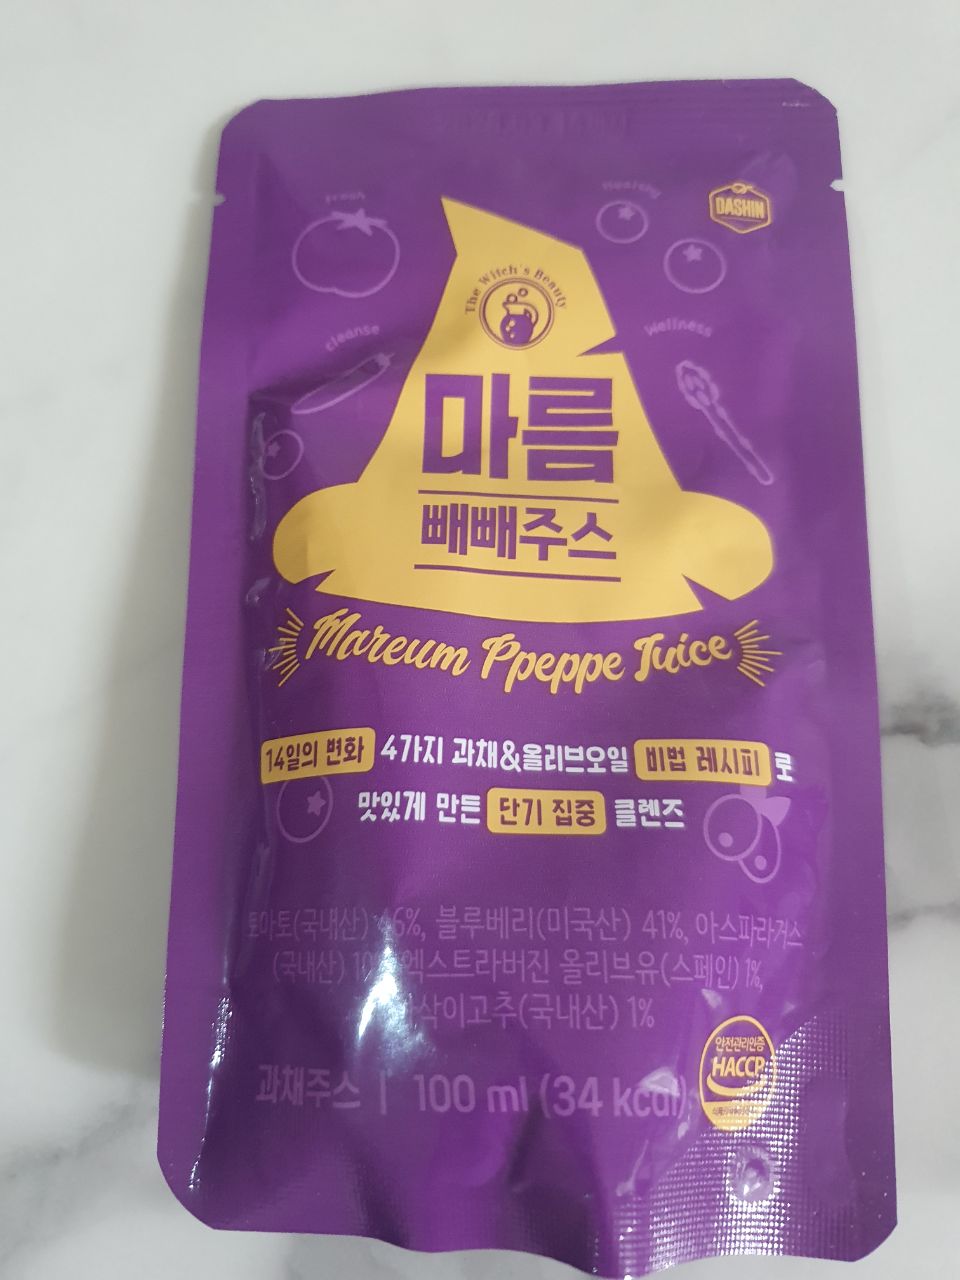 Fresh
Healthy
DASHIN
The Witch's Beauty
Cleanse
Wellness
마름
빼빼주스
Mareum Ppeppe Juice
14일의 변화 4가지 과채&올리브오일 비법 레시피로
맛있게 만든 단기 집중 클렌즈
토마토(국내산) 46%, 블루베리(미국산) 41%, 아스파라거스
(국내산) 엑스트라버진 올리브유(스페인) 1%,
아삭이고추(국내산) 1%
과채주스 | 100 ml (34 kcal)
안전관리인증
HACCP